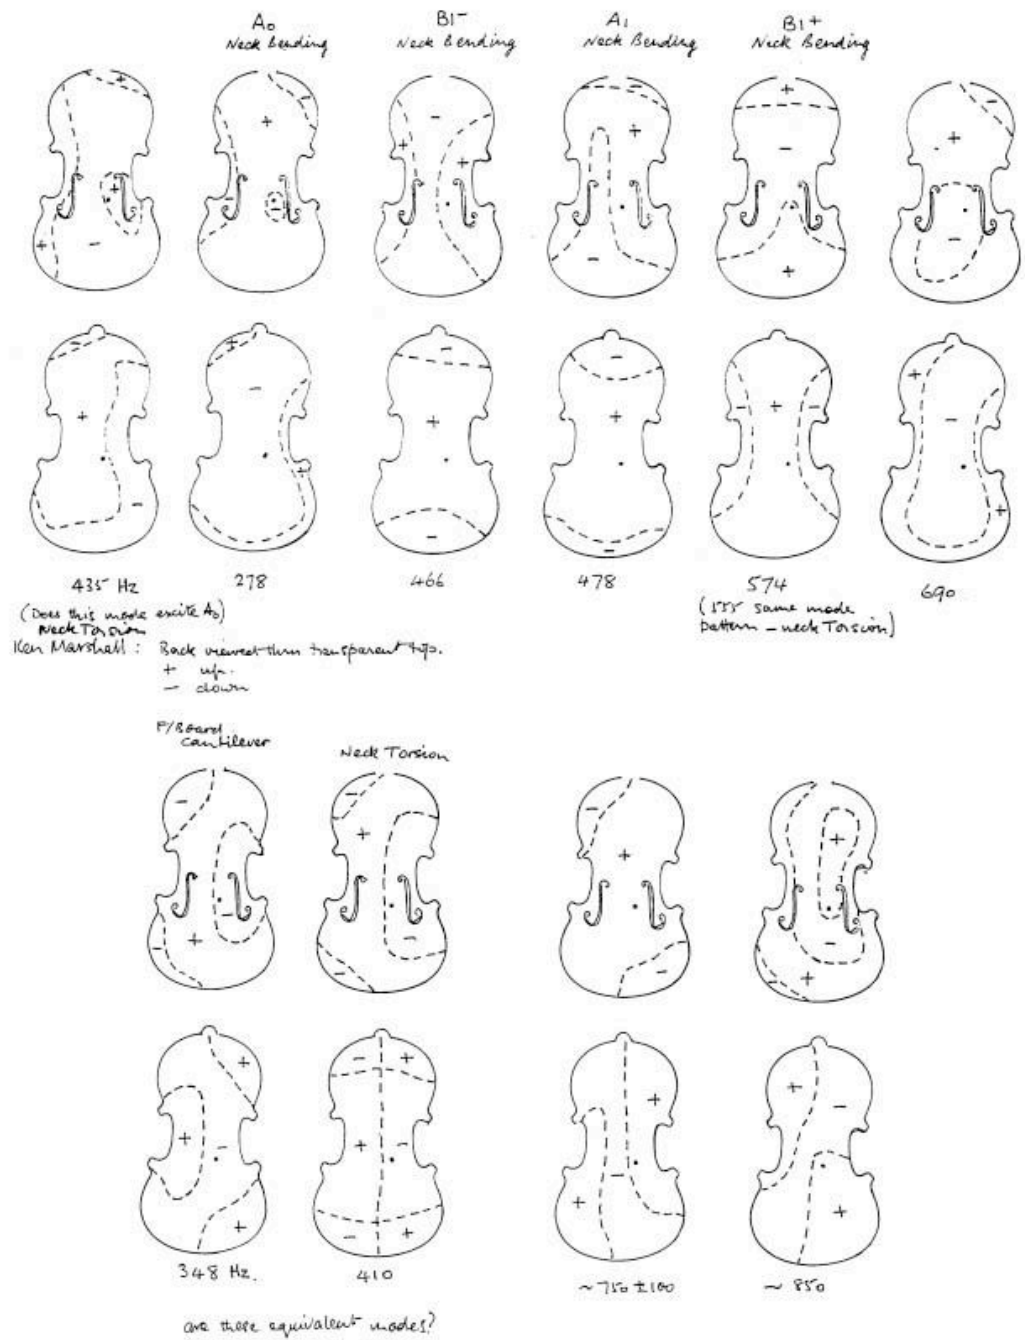 A0 B1- A1 B1+
Neck Bending Neck Bending Neck Bending Neck Bending
+ - - +
+ - + - +
+ + -
+ - -
+ - - - +
- + - -
+ - + - + - + -
- + - - +
435 Hz 278 466 478 574 690
(Does this mode excite A0) (555 same mode
Neck Torsion pattern - neck Torsion)
Ken Marshall: Back viewed thru transparent top.
+ up.
- down
F/Board
cantilever Neck Torsion
- - - +
+ +
- - -
- + - - - +
+ - + + -
+ - + - +
+ - + - +
+ - + +
348 Hz. 410 ~750 ±100 ~850
are these equivalent modes?